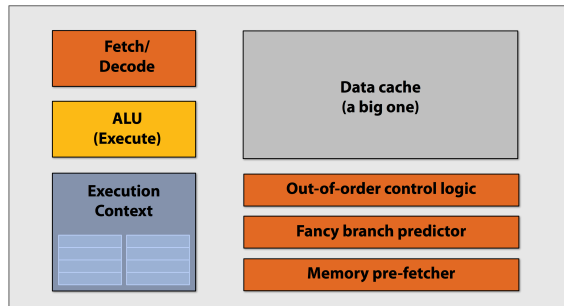 Fetch/
Decode
ALU
(Execute)
Execution
Context
Data cache
(a big one)
Out-of-order control logic
Fancy branch predictor
Memory pre-fetcher